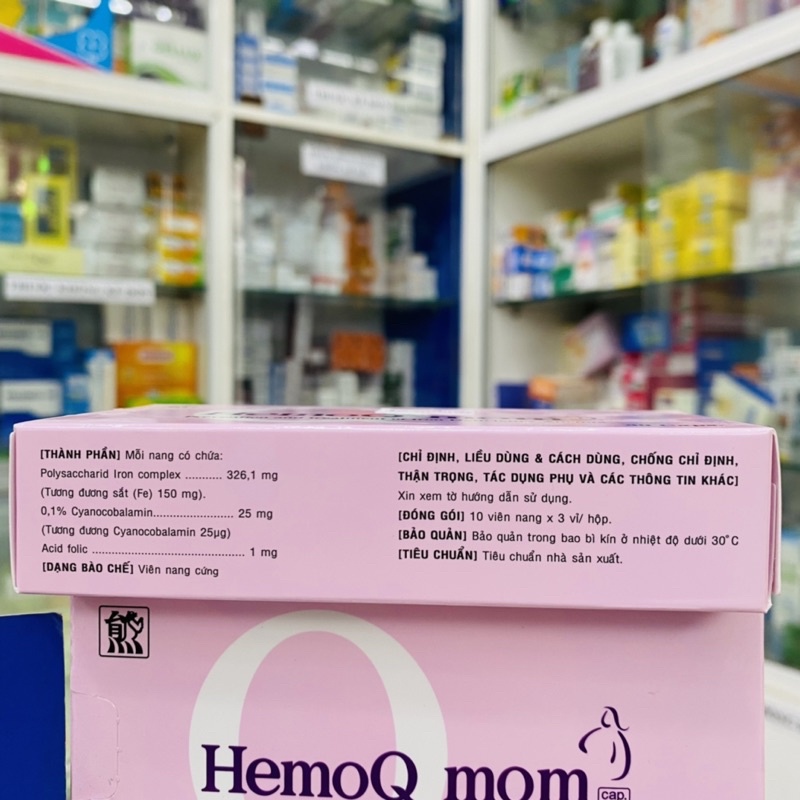 [THÀNH PHẦN] Mỗi nang có chứa:
Polysaccharid Iron complex ........... 326,1 mg
(Tương đương sắt (Fe) 150 mg).
0,1% Cyanocobalamin........................ 25 mg
(Tương đương Cyanocobalamin 25µg)
Acid folic ............................................. 1 mg
[DẠNG BÀO CHẾ] Viên nang cứng
[CHỈ ĐỊNH, LIỀU DÙNG & CÁCH DÙNG, CHỐNG CHỈ ĐỊNH,
THẬN TRỌNG, TÁC DỤNG PHỤ VÀ CÁC THÔNG TIN KHÁC]
Xin xem tờ hướng dẫn sử dụng.
[ĐÓNG GÓI] 10 viên nang x 3 vỉ/ hộp.
[BẢO QUẢN] Bảo quản trong bao bì kín ở nhiệt độ dưới 30°C
[TIÊU CHUẨN] Tiêu chuẩn nhà sản xuất.
HemoQ mom
cap.